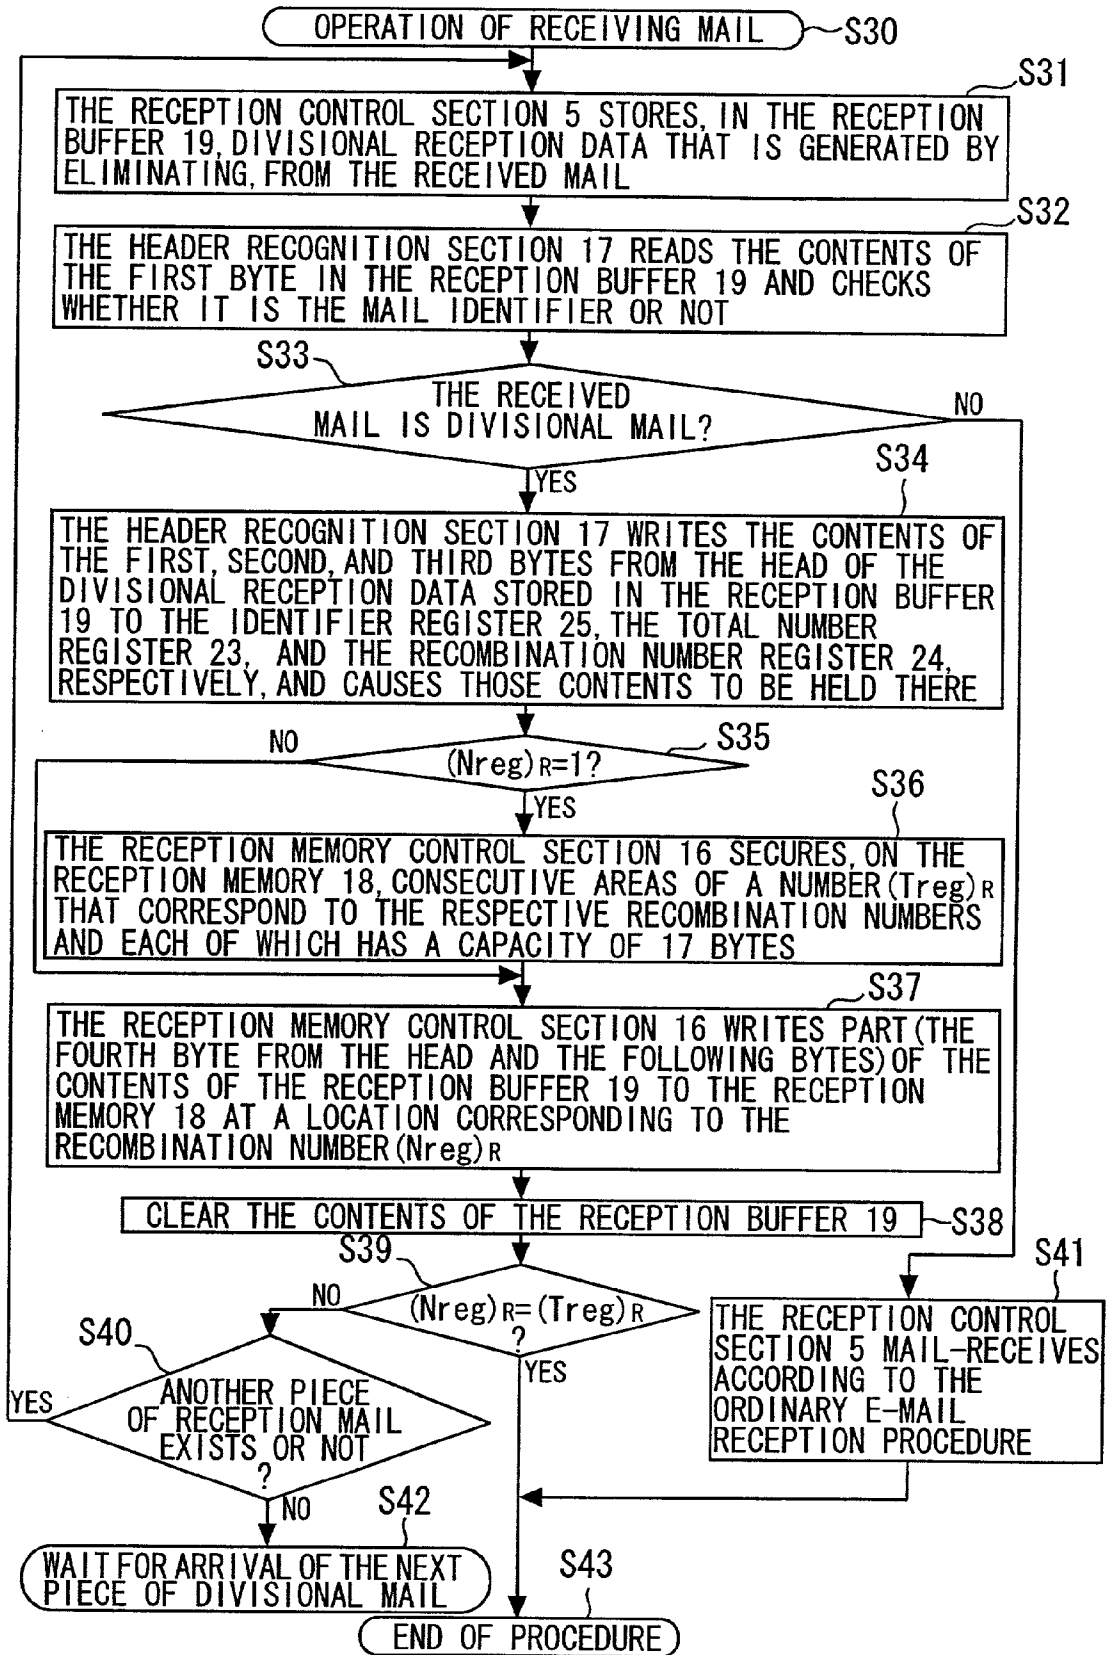 OPERATION OF RECEIVING MAIL
S30
S31
THE RECEPTION CONTROL SECTION 5 STORES, IN THE RECEPTION
BUFFER 19, DIVISIONAL RECEPTION DATA THAT IS GENERATED BY
ELIMINATING, FROM THE RECEIVED MAIL
S32
THE HEADER RECOGNITION SECTION 17 READS THE CONTENTS OF
THE FIRST BYTE IN THE RECEPTION BUFFER 19 AND CHECKS
WHETHER IT IS THE MAIL IDENTIFIER OR NOT
S33
THE RECEIVED
MAIL IS DIVISIONAL MAIL?
NO
YES
S34
THE HEADER RECOGNITION SECTION 17 WRITES THE CONTENTS OF
THE FIRST, SECOND, AND THIRD BYTES FROM THE HEAD OF THE
DIVISIONAL RECEPTION DATA STORED IN THE RECEPTION BUFFER
19 TO THE IDENTIFIER REGISTER 25, THE TOTAL NUMBER
REGISTER 23, AND THE RECOMBINATION NUMBER REGISTER 24,
RESPECTIVELY, AND CAUSES THOSE CONTENTS TO BE HELD THERE
S35
NO
(Nreg)R=1?
YES
S36
THE RECEPTION MEMORY CONTROL SECTION 16 SECURES, ON THE
RECEPTION MEMORY 18, CONSECUTIVE AREAS OF A NUMBER (Treg)R
THAT CORRESPOND TO THE RESPECTIVE RECOMBINATION NUMBERS
AND EACH OF WHICH HAS A CAPACITY OF 17 BYTES
S37
THE RECEPTION MEMORY CONTROL SECTION 16 WRITES PART (THE
FOURTH BYTE FROM THE HEAD AND THE FOLLOWING BYTES) OF THE
CONTENTS OF THE RECEPTION BUFFER 19 TO THE RECEPTION
MEMORY 18 AT A LOCATION CORRESPONDING TO THE
RECOMBINATION NUMBER (Nreg)R
CLEAR THE CONTENTS OF THE RECEPTION BUFFER 19
S38
S39
NO
(Nreg)R=(Treg)R
?
YES
S40
YES
ANOTHER PIECE
OF RECEPTION MAIL
EXISTS OR NOT
?
NO
S41
THE RECEPTION CONTROL
SECTION 5 MAIL-RECEIVES
ACCORDING TO THE
ORDINARY E-MAIL
RECEPTION PROCEDURE
S42
WAIT FOR ARRIVAL OF THE NEXT
PIECE OF DIVISIONAL MAIL
S43
END OF PROCEDURE